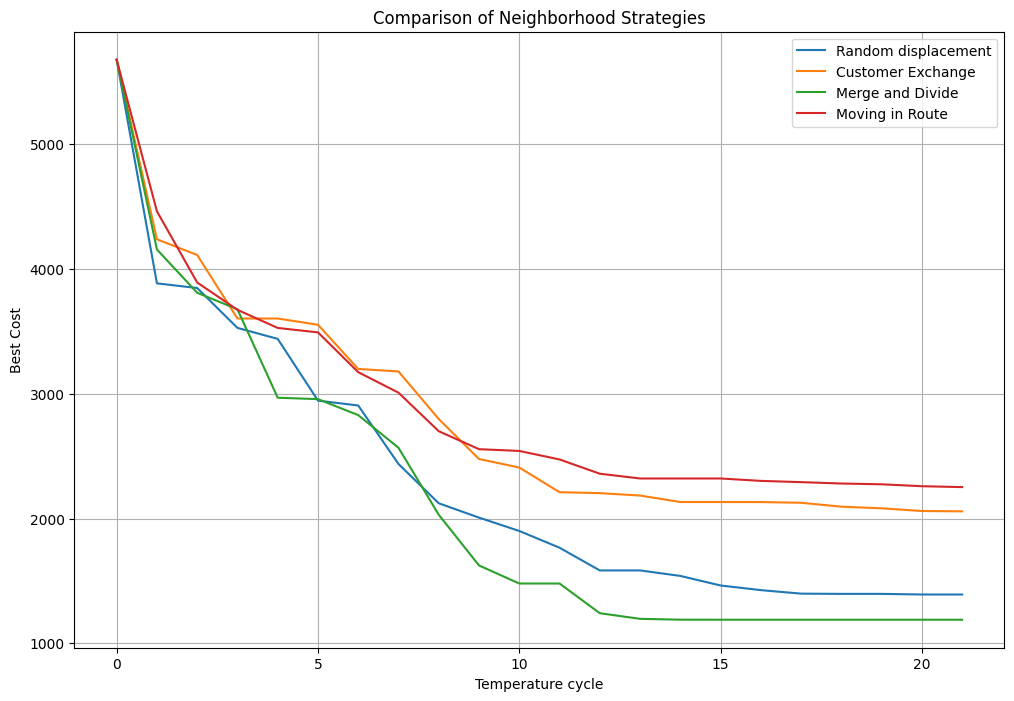 Comparison of Neighborhood Strategies
Random displacement
Customer Exchange
Merge and Divide
Moving in Route
Best Cost
5000
4000
3000
2000
1000
0
5
10
15
20
Temperature cycle